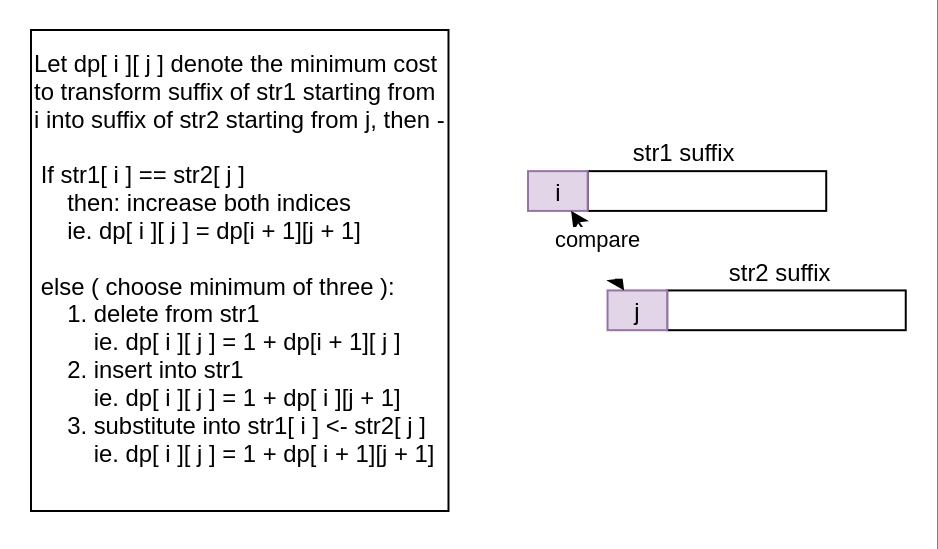 Let dp[ i ][ j ] denote the minimum cost
to transform suffix of str1 starting from
i into suffix of str2 starting from j, then -
If str1[ i ] == str2[ j ]
then: increase both indices
ie. dp[ i ][ j ] = dp[i + 1][j + 1]
else ( choose minimum of three ):
1. delete from str1
ie. dp[ i ][ j ] = 1 + dp[i + 1][ j ]
2. insert into str1
ie. dp[ i ][ j ] = 1 + dp[ i ][j + 1]
3. substitute into str1[ i ] <- str2[ j ]
ie. dp[ i ][ j ] = 1 + dp[ i + 1][j + 1]
str1 suffix
i
compare
str2 suffix
j